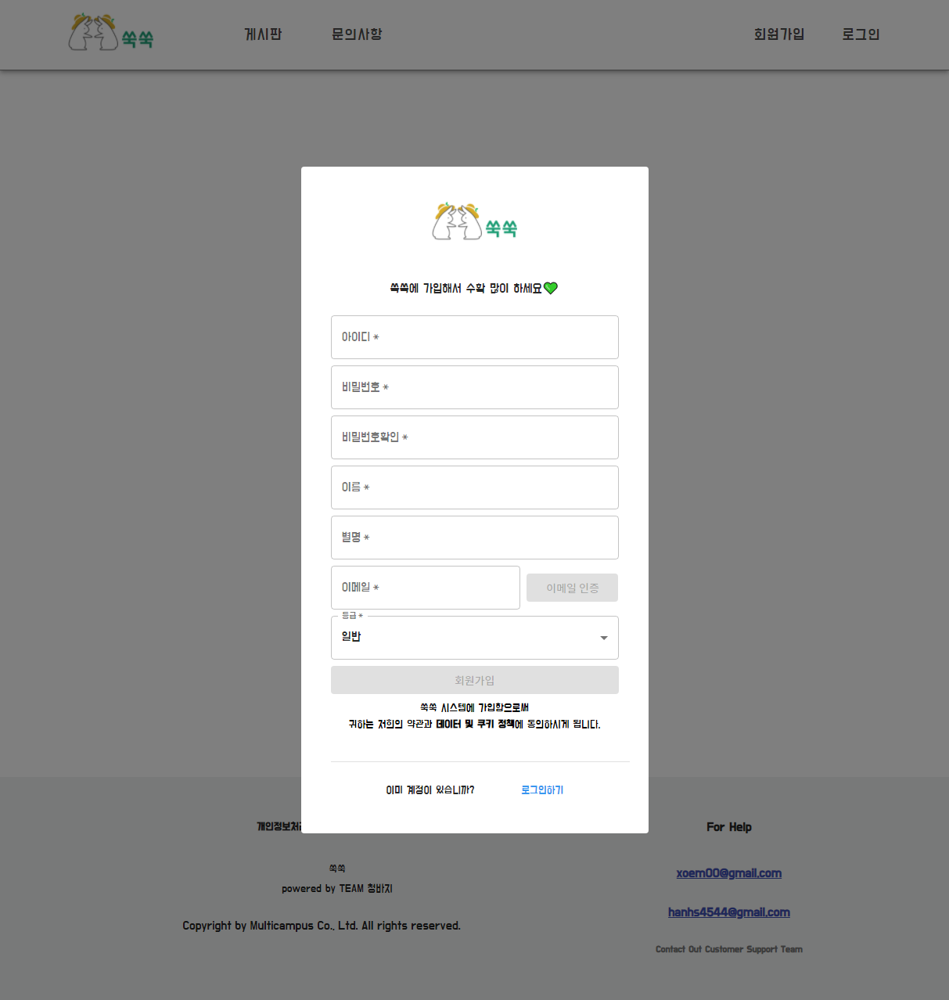 쑥쑥 게시판 문의사항 회원가입 로그인
쑥쑥
쑥쑥에 가입해서 수확 많이 하세요💚
아이디 *
비밀번호 *
비밀번호확인 *
이름 *
별명 *
이메일 * 이메일 인증
등급 *
일반
회원가입
쑥쑥 시스템에 가입함으로써
귀하는 저희의 약관과 데이터 및 쿠키 정책에 동의하시게 됩니다.
이미 계정이 있습니까? 로그인하기
개인정보처리
쑥쑥
powered by TEAM 청바지
Copyright by Multicampus Co., Ltd. All rights reserved.
For Help
xoem00@gmail.com
hanhs4544@gmail.com
Contact Out Customer Support Team